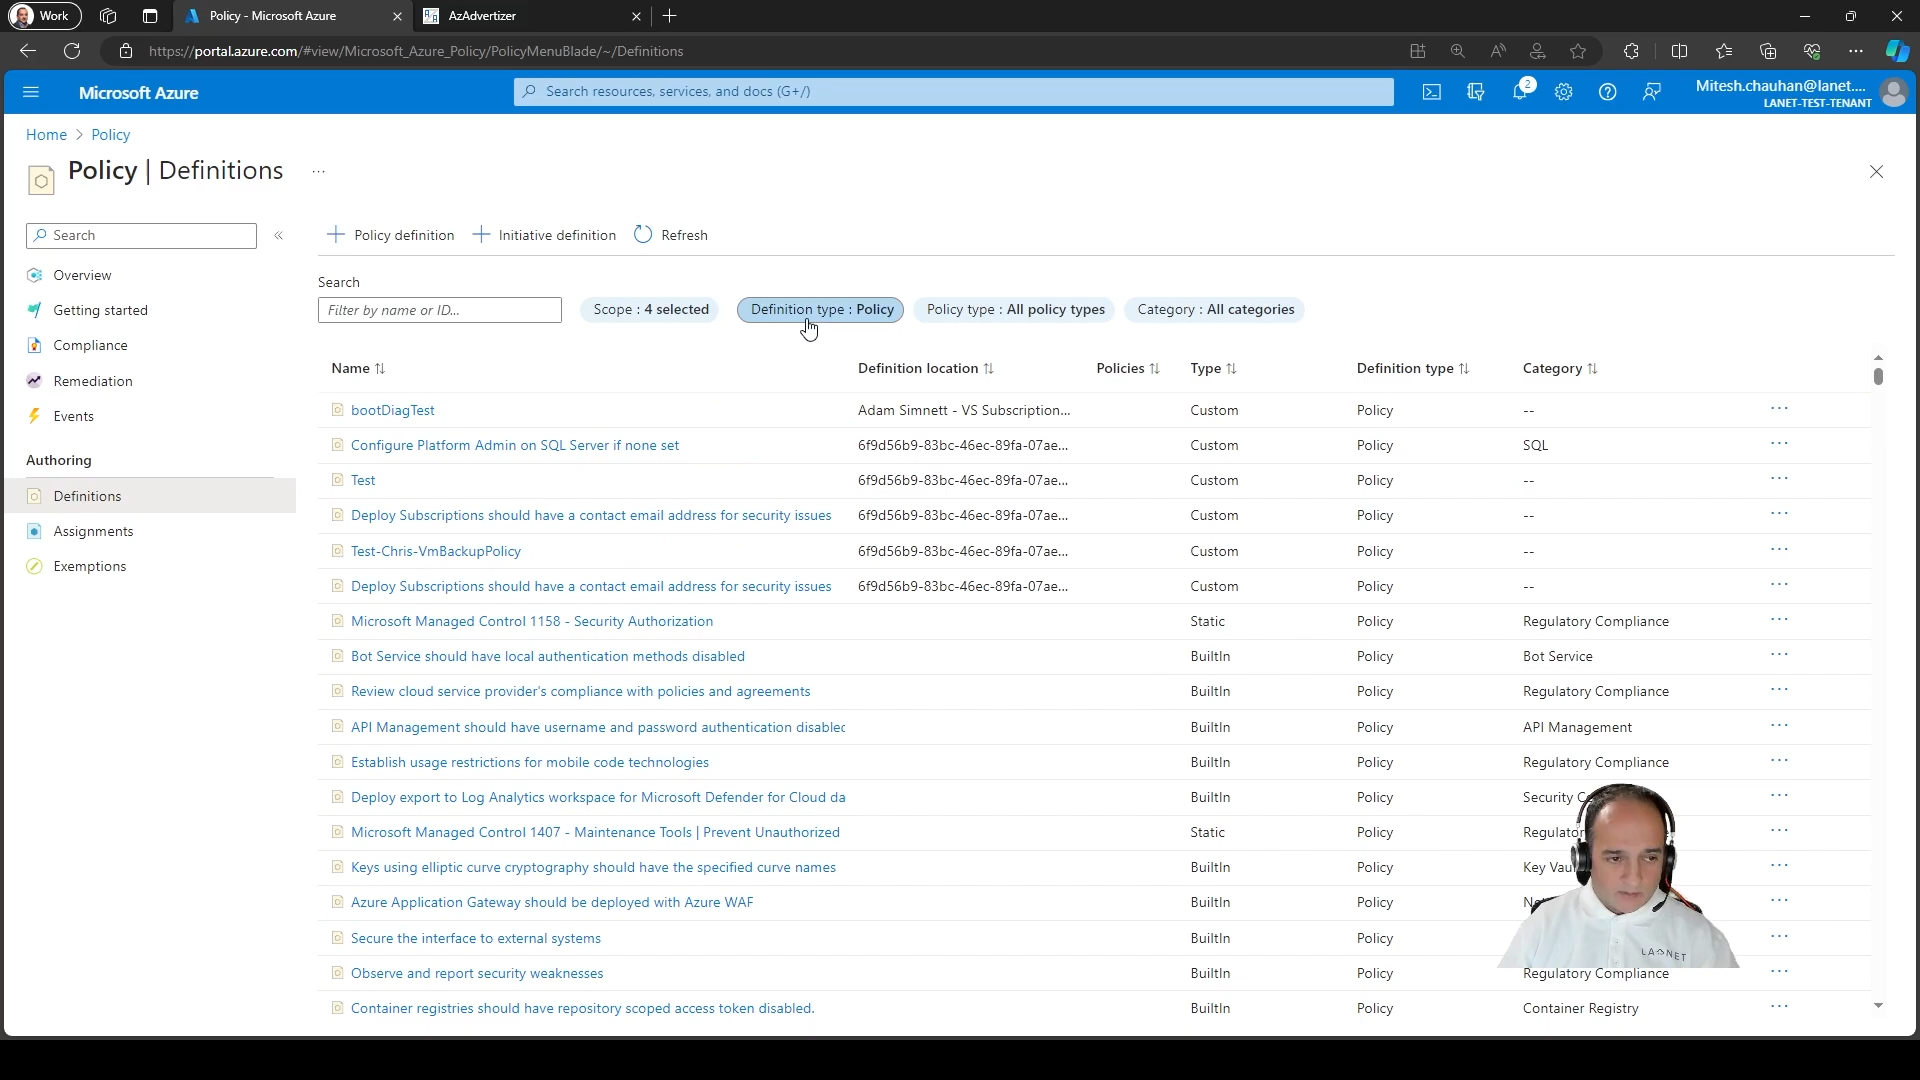 Work
Policy - Microsoft Azure
AzAdvertizer
https://portal.azure.com/#view/Microsoft_Azure_Policy/PolicyMenuBlade/~/Definitions
Microsoft Azure
Search resources, services, and docs (G+/)
2
Mitesh.chauhan@lanet....
LANET-TEST-TENANT
Home > Policy
Policy | Definitions ...
Search
Policy definition
Initiative definition
Refresh
Overview
Getting started
Compliance
Remediation
Events
Authoring
Definitions
Assignments
Exemptions
Search
Filter by name or ID...
Scope : 4 selected
Definition type : Policy
Policy type : All policy types
Category : All categories
Name Definition location Policies Type Definition type Category
bootDiagTest Adam Simnett - VS Subscription... Custom Policy --
Configure Platform Admin on SQL Server if none set 6f9d56b9-83bc-46ec-89fa-07ae... Custom Policy SQL
Test 6f9d56b9-83bc-46ec-89fa-07ae... Custom Policy --
Deploy Subscriptions should have a contact email address for security issues 6f9d56b9-83bc-46ec-89fa-07ae... Custom Policy --
Test-Chris-VmBackupPolicy 6f9d56b9-83bc-46ec-89fa-07ae... Custom Policy --
Deploy Subscriptions should have a contact email address for security issues 6f9d56b9-83bc-46ec-89fa-07ae... Custom Policy --
Microsoft Managed Control 1158 - Security Authorization Static Policy Regulatory Compliance
Bot Service should have local authentication methods disabled BuiltIn Policy Bot Service
Review cloud service provider's compliance with policies and agreements BuiltIn Policy Regulatory Compliance
API Management should have username and password authentication disablec BuiltIn Policy API Management
Establish usage restrictions for mobile code technologies BuiltIn Policy Regulatory Compliance
Deploy export to Log Analytics workspace for Microsoft Defender for Cloud da BuiltIn Policy Security
Microsoft Managed Control 1407 - Maintenance Tools | Prevent Unauthorized Static Policy Regulator
Keys using elliptic curve cryptography should have the specified curve names BuiltIn Policy Key Vau
Azure Application Gateway should be deployed with Azure WAF BuiltIn Policy
Secure the interface to external systems BuiltIn Policy
Observe and report security weaknesses BuiltIn Policy Regulatory Compliance
Container registries should have repository scoped access token disabled. BuiltIn Policy Container Registry
LANET